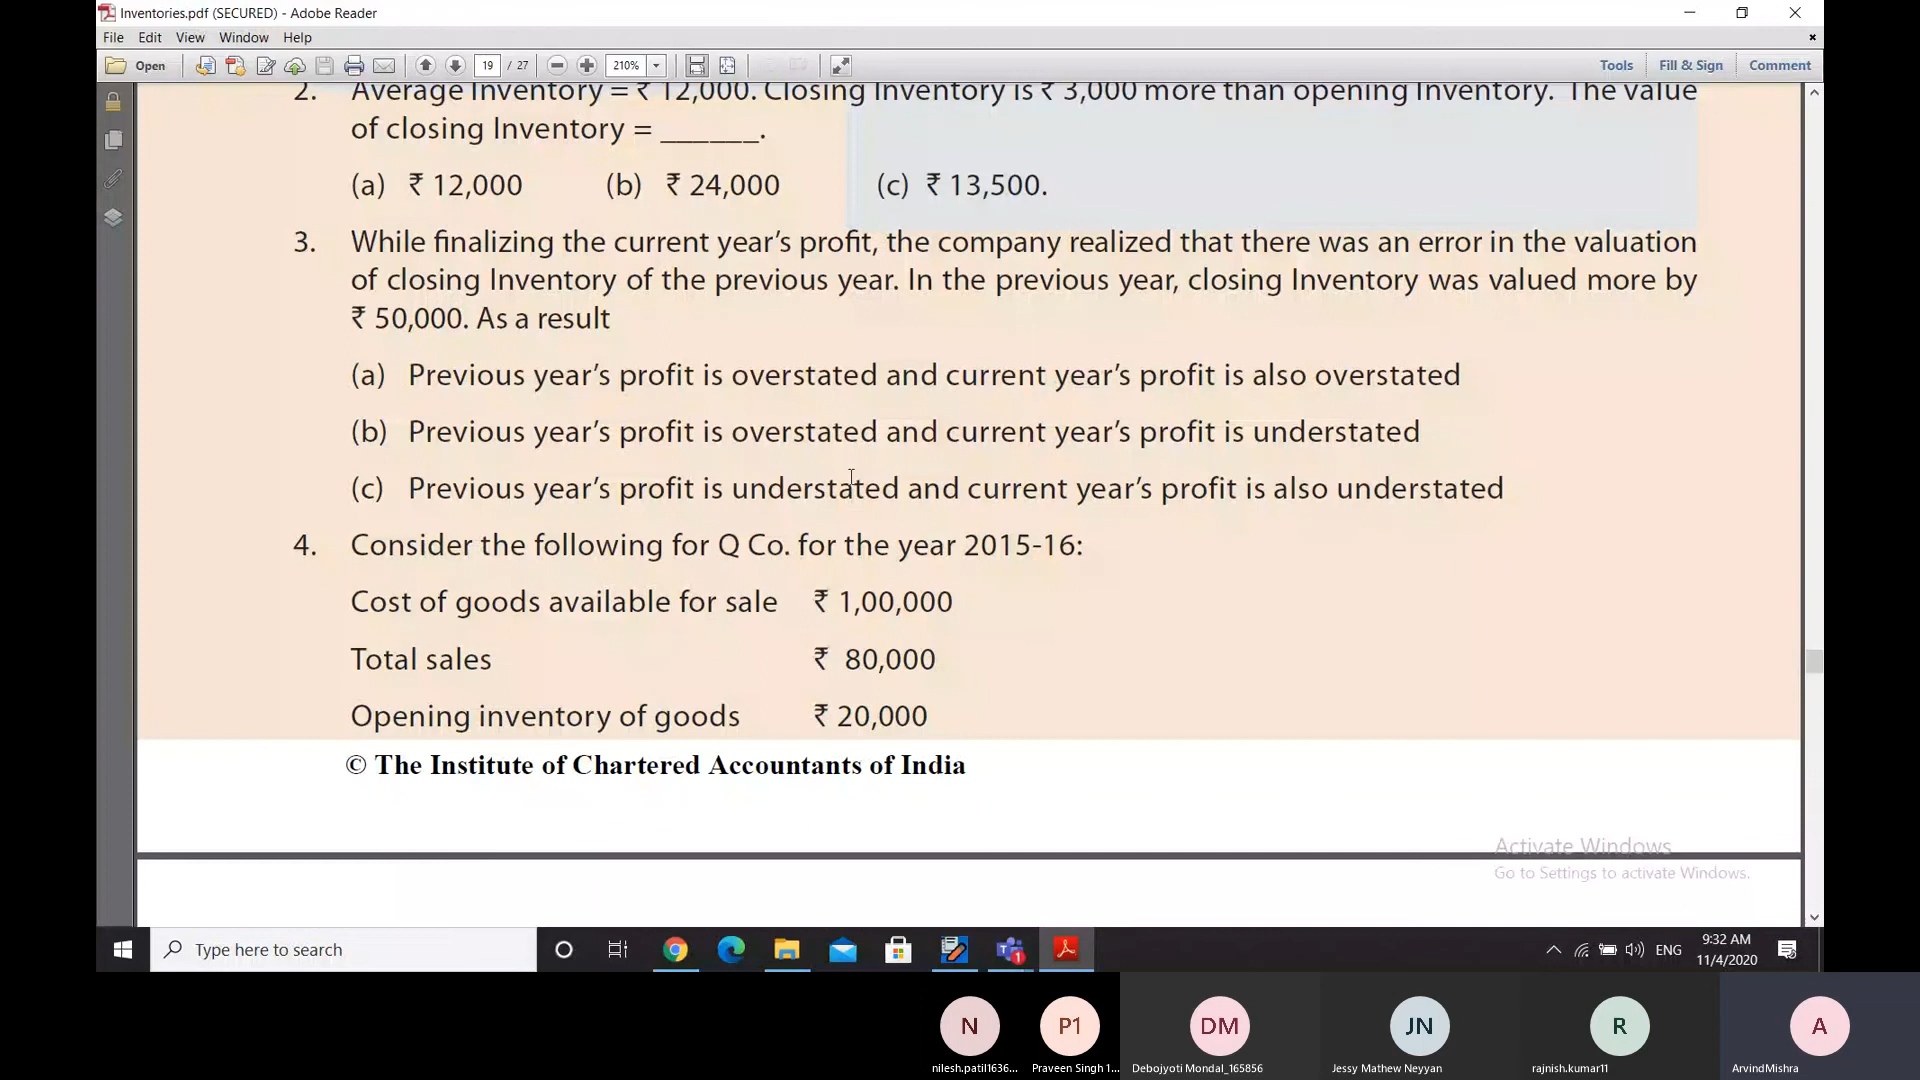 Inventories.pdf (SECURED) - Adobe Reader
File Edit View Window Help
Open 19 / 27 210% Tools Fill & Sign Comment
2. Average Inventory = ₹ 12,000. Closing Inventory is ₹ 3,000 more than opening Inventory. The value
of closing Inventory = ______.
(a) ₹ 12,000 (b) ₹ 24,000 (c) ₹ 13,500.
3. While finalizing the current year’s profit, the company realized that there was an error in the valuation
of closing Inventory of the previous year. In the previous year, closing Inventory was valued more by
₹ 50,000. As a result
(a) Previous year’s profit is overstated and current year’s profit is also overstated
(b) Previous year’s profit is overstated and current year’s profit is understated
(c) Previous year’s profit is understated and current year’s profit is also understated
4. Consider the following for Q Co. for the year 2015-16:
Cost of goods available for sale ₹ 1,00,000
Total sales ₹ 80,000
Opening inventory of goods ₹ 20,000
© The Institute of Chartered Accountants of India
Activate Windows
Go to Settings to activate Windows.
Type here to search
ENG
9:32 AM
11/4/2020
N P1 DM JN R A
nilesh.patil1636... Praveen Singh 1... Debojyoti Mondal_165856 Jessy Mathew Neyyan rajnish.kumar11 ArvindMishra